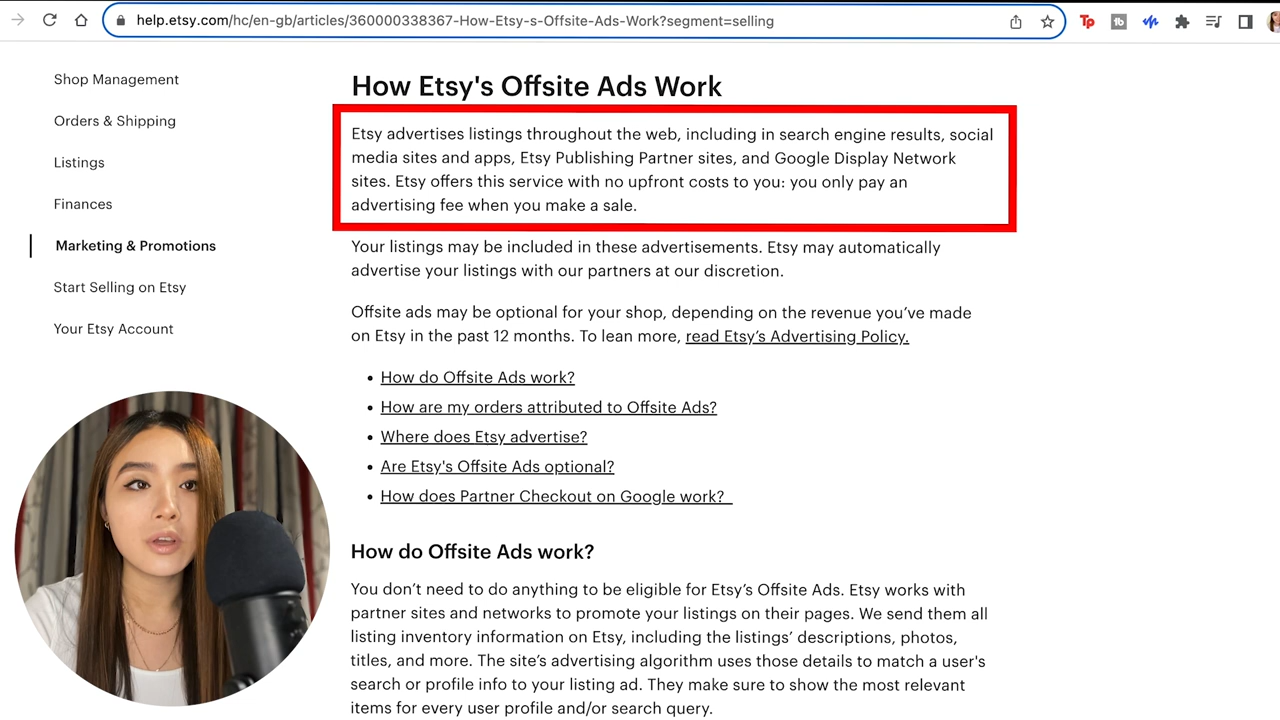 help.etsy.com/hc/en-gb/articles/360000338367-How-Etsy-s-Offsite-Ads-Work?segment=selling
Tp
tb
Shop Management
Orders & Shipping
Listings
Finances
Marketing & Promotions
Start Selling on Etsy
Your Etsy Account
How Etsy's Offsite Ads Work
Etsy advertises listings throughout the web, including in search engine results, social
media sites and apps, Etsy Publishing Partner sites, and Google Display Network
sites. Etsy offers this service with no upfront costs to you: you only pay an
advertising fee when you make a sale.
Your listings may be included in these advertisements. Etsy may automatically
advertise your listings with our partners at our discretion.
Offsite ads may be optional for your shop, depending on the revenue you’ve made
on Etsy in the past 12 months. To lean more, read Etsy’s Advertising Policy.
• How do Offsite Ads work?
• How are my orders attributed to Offsite Ads?
• Where does Etsy advertise?
• Are Etsy's Offsite Ads optional?
• How does Partner Checkout on Google work?
How do Offsite Ads work?
You don’t need to do anything to be eligible for Etsy’s Offsite Ads. Etsy works with
partner sites and networks to promote your listings on their pages. We send them all
listing inventory information on Etsy, including the listings’ descriptions, photos,
titles, and more. The site’s advertising algorithm uses those details to match a user's
search or profile info to your listing ad. They make sure to show the most relevant
items for every user profile and/or search query.